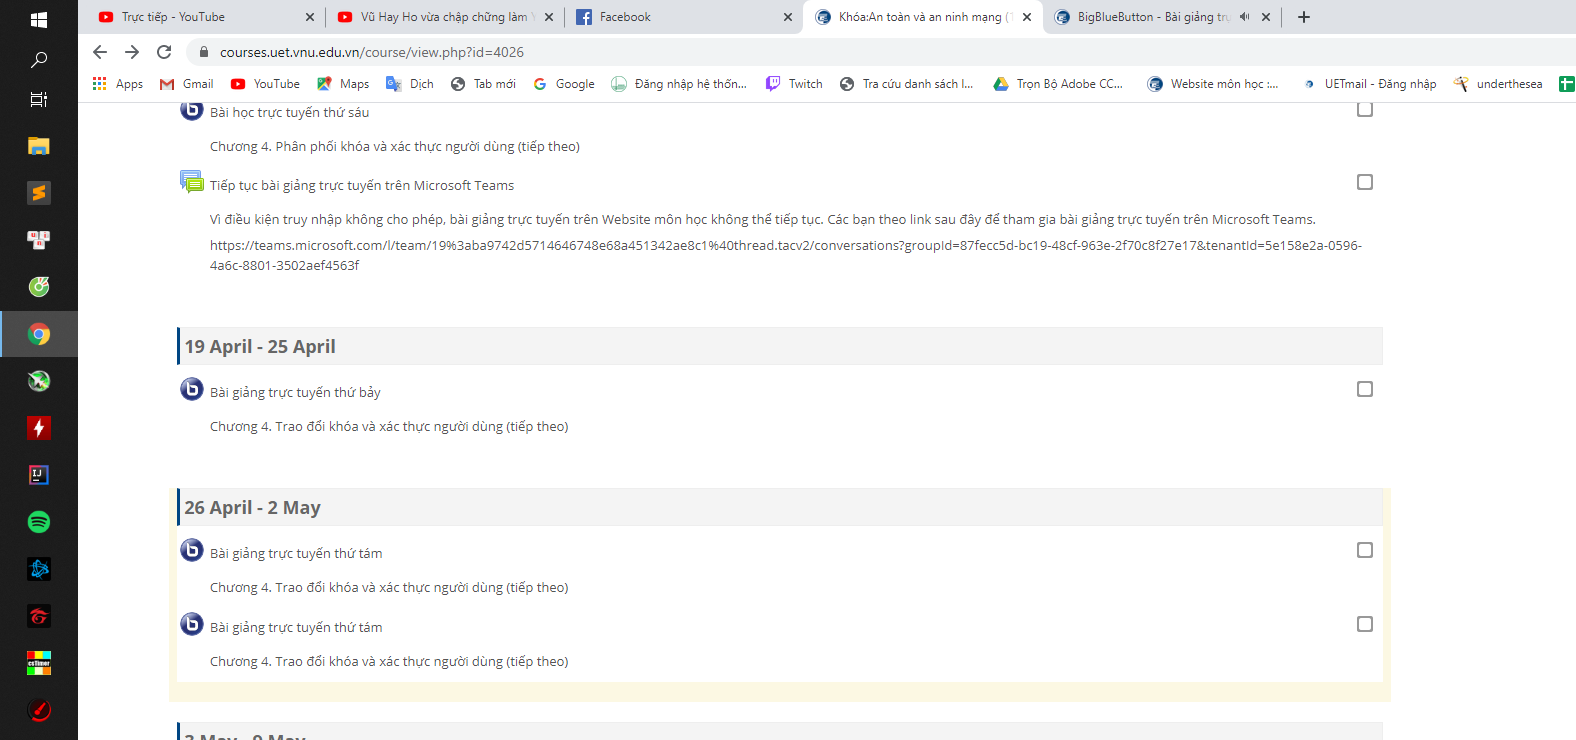 Trực tiếp - YouTube
Vũ Hay Ho vừa chập chững làm Y
Facebook
Khóa:An toàn và an ninh mạng (
BigBlueButton - Bài giảng trự
courses.uet.vnu.edu.vn/course/view.php?id=4026
Apps
Gmail
YouTube
Maps
Dịch
Tab mới
Google
Đăng nhập hệ thốn...
Twitch
Tra cứu danh sách l...
Trọn Bộ Adobe CC...
Website môn học :...
UETmail - Đăng nhập
underthesea
Bài học trực tuyến thứ sáu
Chương 4. Phân phối khóa và xác thực người dùng (tiếp theo)
Tiếp tục bài giảng trực tuyến trên Microsoft Teams
Vì điều kiện truy nhập không cho phép, bài giảng trực tuyến trên Website môn học không thể tiếp tục. Các bạn theo link sau đây để tham gia bài giảng trực tuyến trên Microsoft Teams.
https://teams.microsoft.com/l/team/19%3aba9742d5714646748e68a451342ae8c1%40thread.tacv2/conversations?groupId=87fecc5d-bc19-48cf-963e-2f70c8f27e17&tenantId=5e158e2a-0596-
4a6c-8801-3502aef4563f
19 April - 25 April
Bài giảng trực tuyến thứ bảy
Chương 4. Trao đổi khóa và xác thực người dùng (tiếp theo)
26 April - 2 May
Bài giảng trực tuyến thứ tám
Chương 4. Trao đổi khóa và xác thực người dùng (tiếp theo)
Bài giảng trực tuyến thứ tám
Chương 4. Trao đổi khóa và xác thực người dùng (tiếp theo)
3 May - 9 May